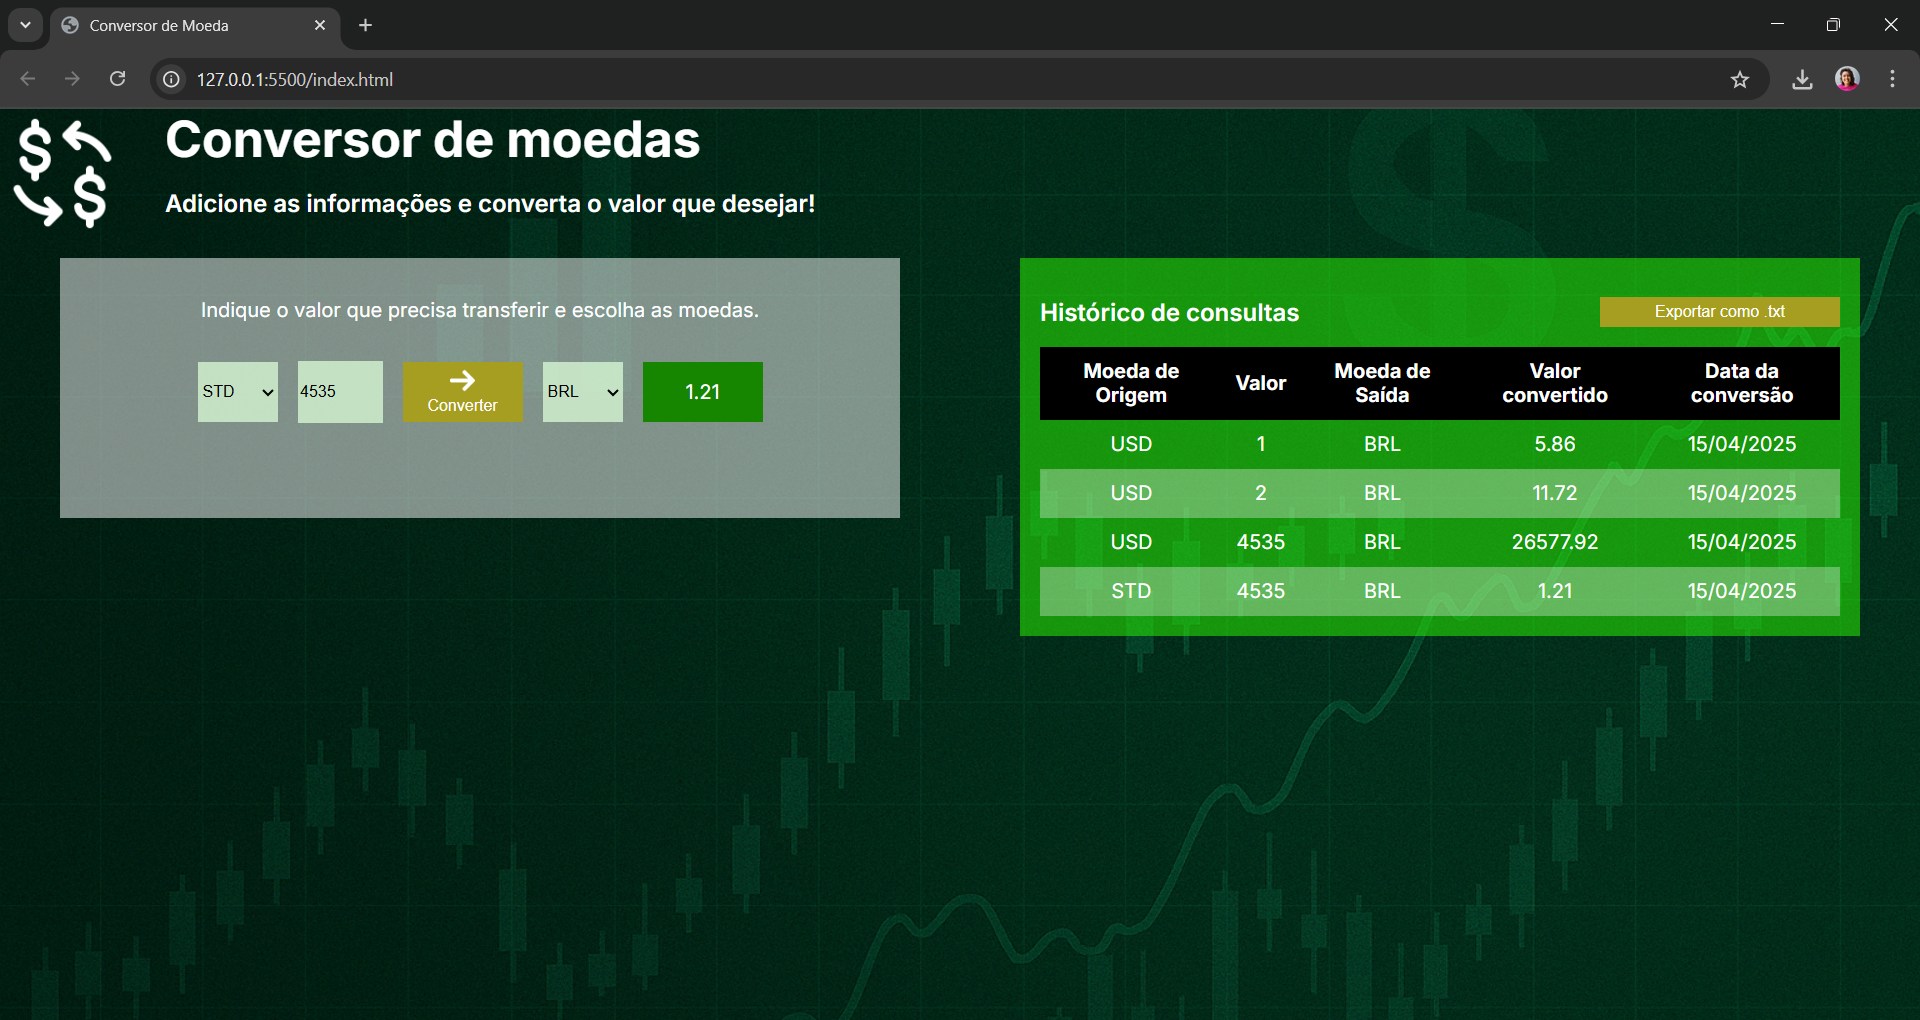 Conversor de Moeda
127.0.0.1:5500/index.html
Conversor de moedas
Adicione as informações e converta o valor que desejar!
Indique o valor que precisa transferir e escolha as moedas.
STD 4535 Converter BRL 1.21
Histórico de consultas Exportar como .txt
Moeda de Origem Valor Moeda de Saída Valor convertido Data da conversão
USD 1 BRL 5.86 15/04/2025
USD 2 BRL 11.72 15/04/2025
USD 4535 BRL 26577.92 15/04/2025
STD 4535 BRL 1.21 15/04/2025